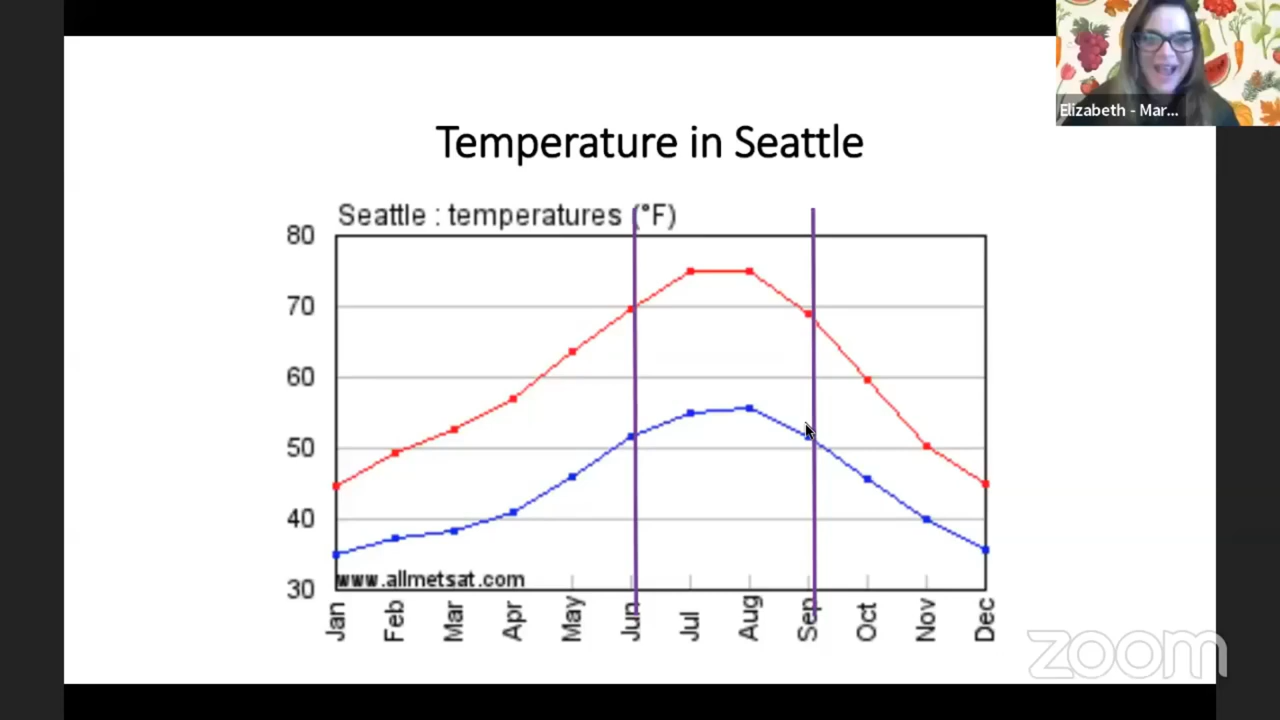 Elizabeth - Mar...
Temperature in Seattle
Seattle : temperatures (°F)
80
70
60
50
40
30
www.allmetsat.com
Jan Feb Mar Apr May Jun Jul Aug Sep Oct Nov Dec
zoom